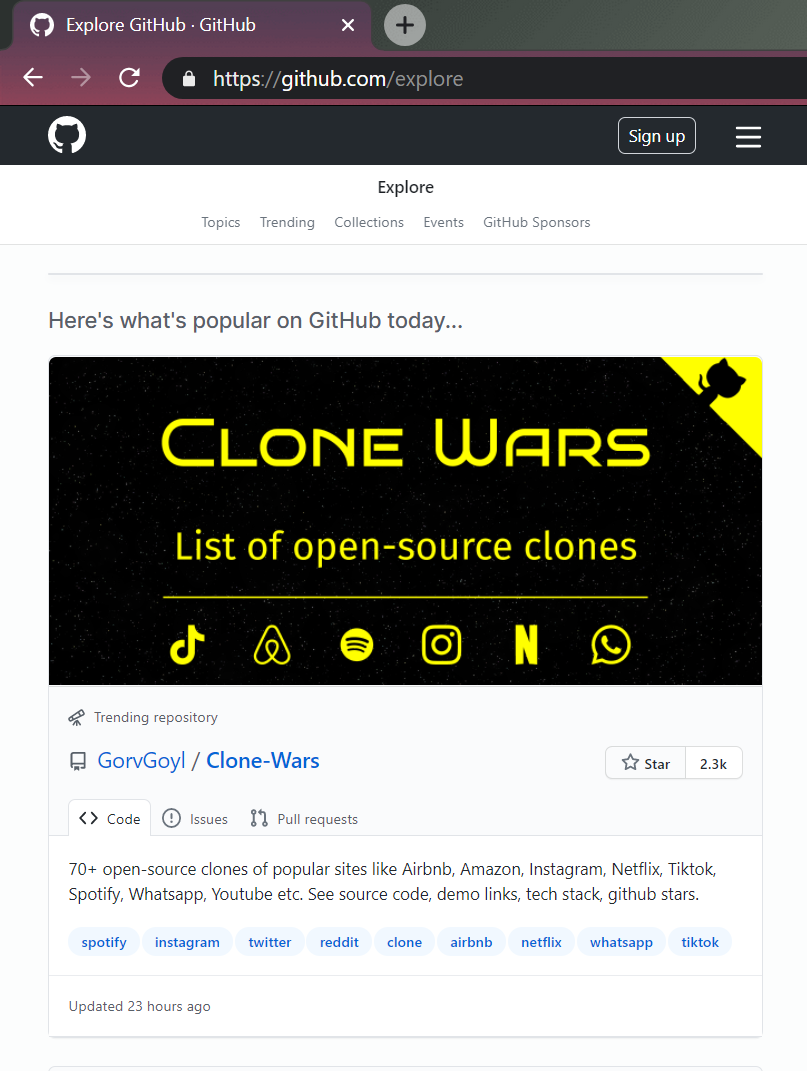 Explore GitHub · GitHub
https://github.com/explore
Sign up
Explore
Topics Trending Collections Events GitHub Sponsors
Here's what's popular on GitHub today...
Clone Wars
List of open-source clones
Trending repository
GorvGoyl / Clone-Wars
Star 2.3k
Code Issues Pull requests
70+ open-source clones of popular sites like Airbnb, Amazon, Instagram, Netflix, Tiktok,
Spotify, Whatsapp, Youtube etc. See source code, demo links, tech stack, github stars.
spotify instagram twitter reddit clone airbnb netflix whatsapp tiktok
Updated 23 hours ago